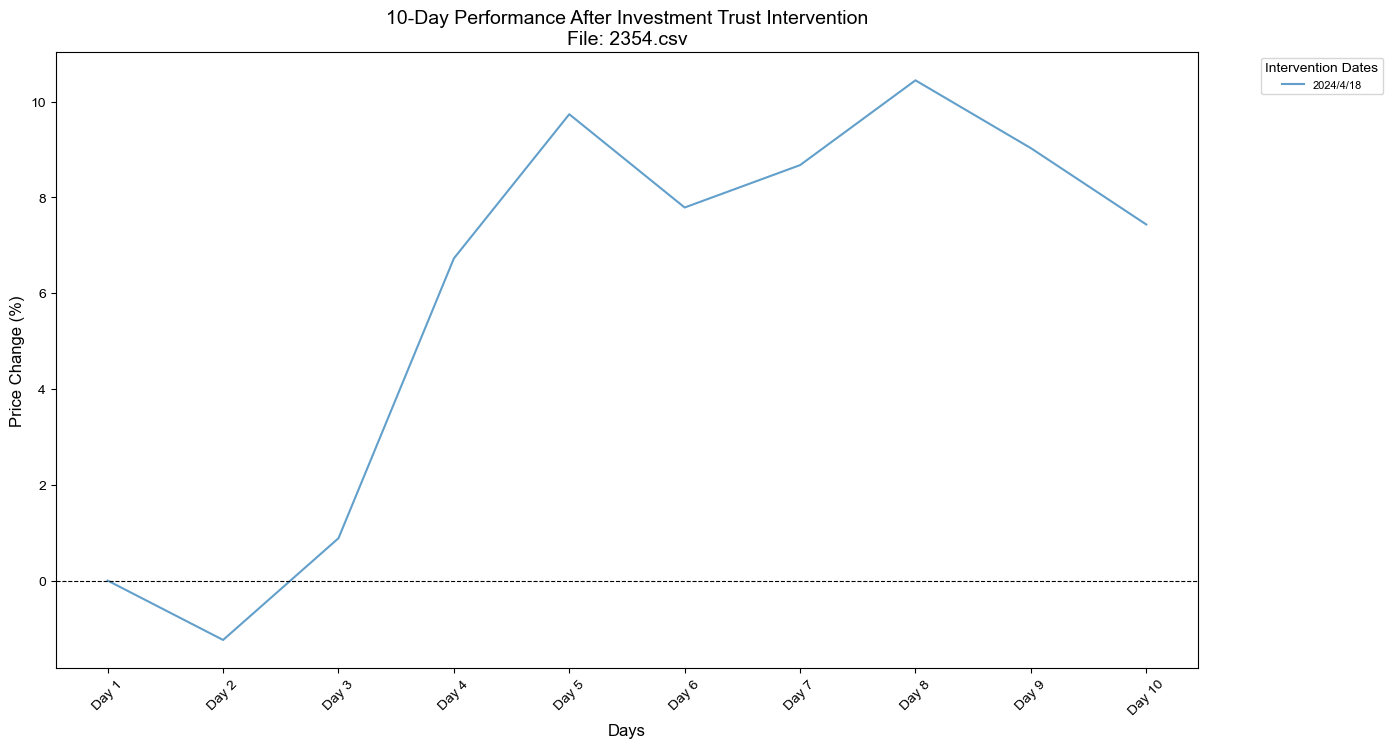 10-Day Performance After Investment Trust Intervention
File: 2354.csv
Intervention Dates
2024/4/18
Price Change (%)
10
8
6
4
2
0
Day 1
Day 2
Day 3
Day 4
Day 5
Day 6
Day 7
Day 8
Day 9
Day 10
Days